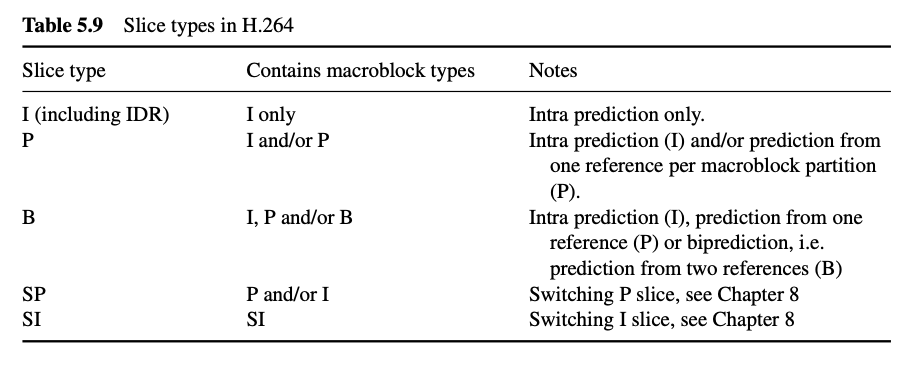 Table 5.9 Slice types in H.264
Slice type Contains macroblock types Notes
I (including IDR) I only Intra prediction only.
P I and/or P Intra prediction (I) and/or prediction from
one reference per macroblock partition
(P).
B I, P and/or B Intra prediction (I), prediction from one
reference (P) or biprediction, i.e.
prediction from two references (B)
SP P and/or I Switching P slice, see Chapter 8
SI SI Switching I slice, see Chapter 8